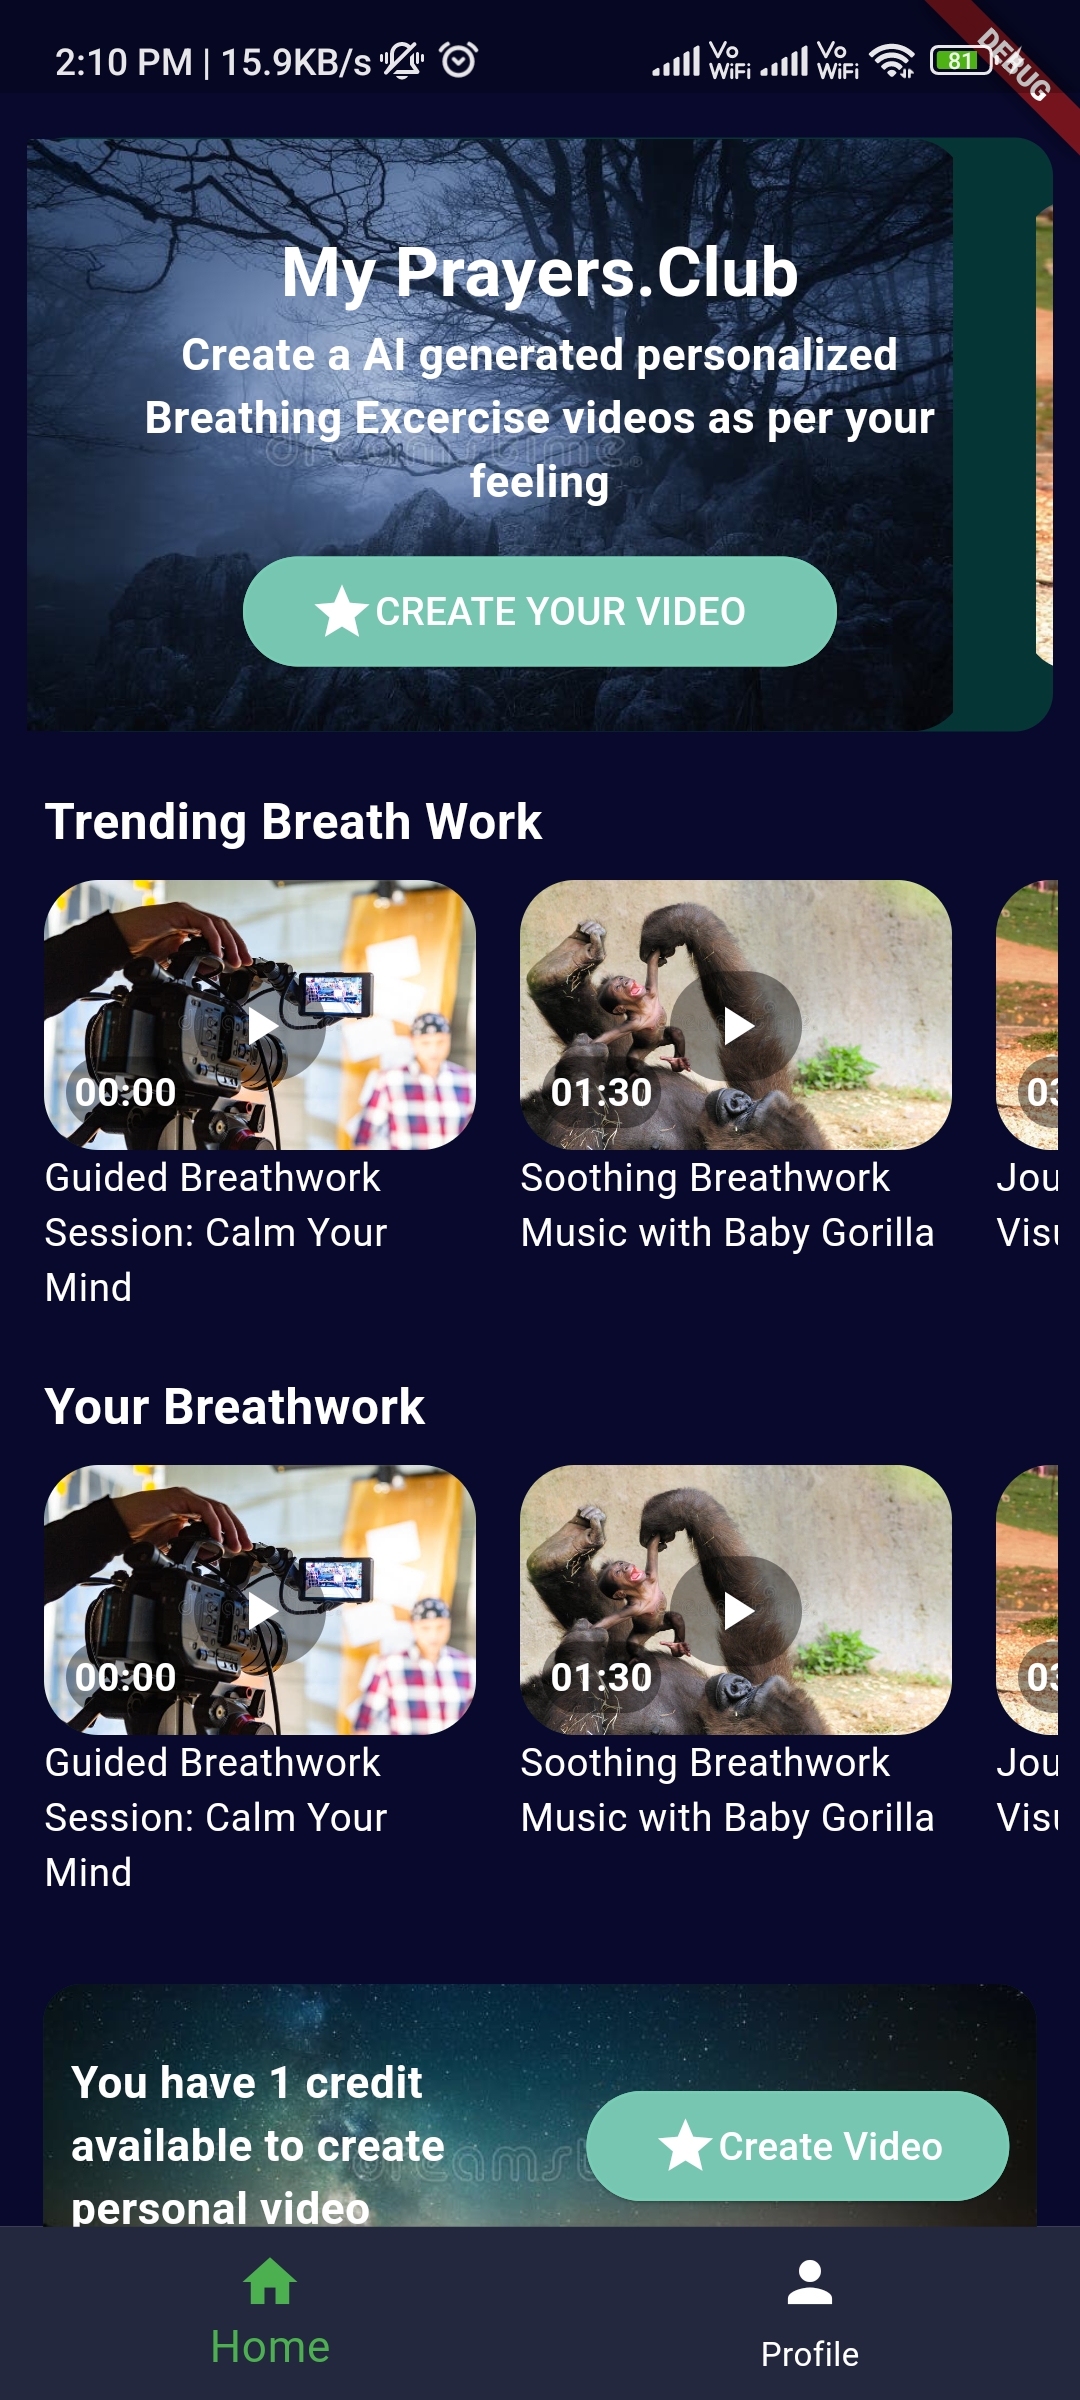 2:10 PM | 15.9KB/s
Vo WiFi Vo WiFi 81
DEBUG
My Prayers.Club
Create a AI generated personalized
Breathing Excercise videos as per your
feeling
dreamstime.
CREATE YOUR VIDEO
Trending Breath Work
00:00
01:30
03
Guided Breathwork
Session: Calm Your
Mind
Soothing Breathwork
Music with Baby Gorilla
Jou
Visu
Your Breathwork
00:00
01:30
03
Guided Breathwork
Session: Calm Your
Mind
Soothing Breathwork
Music with Baby Gorilla
Jou
Visu
You have 1 credit
available to create
personal video
dreamst
Create Video
Home
Profile